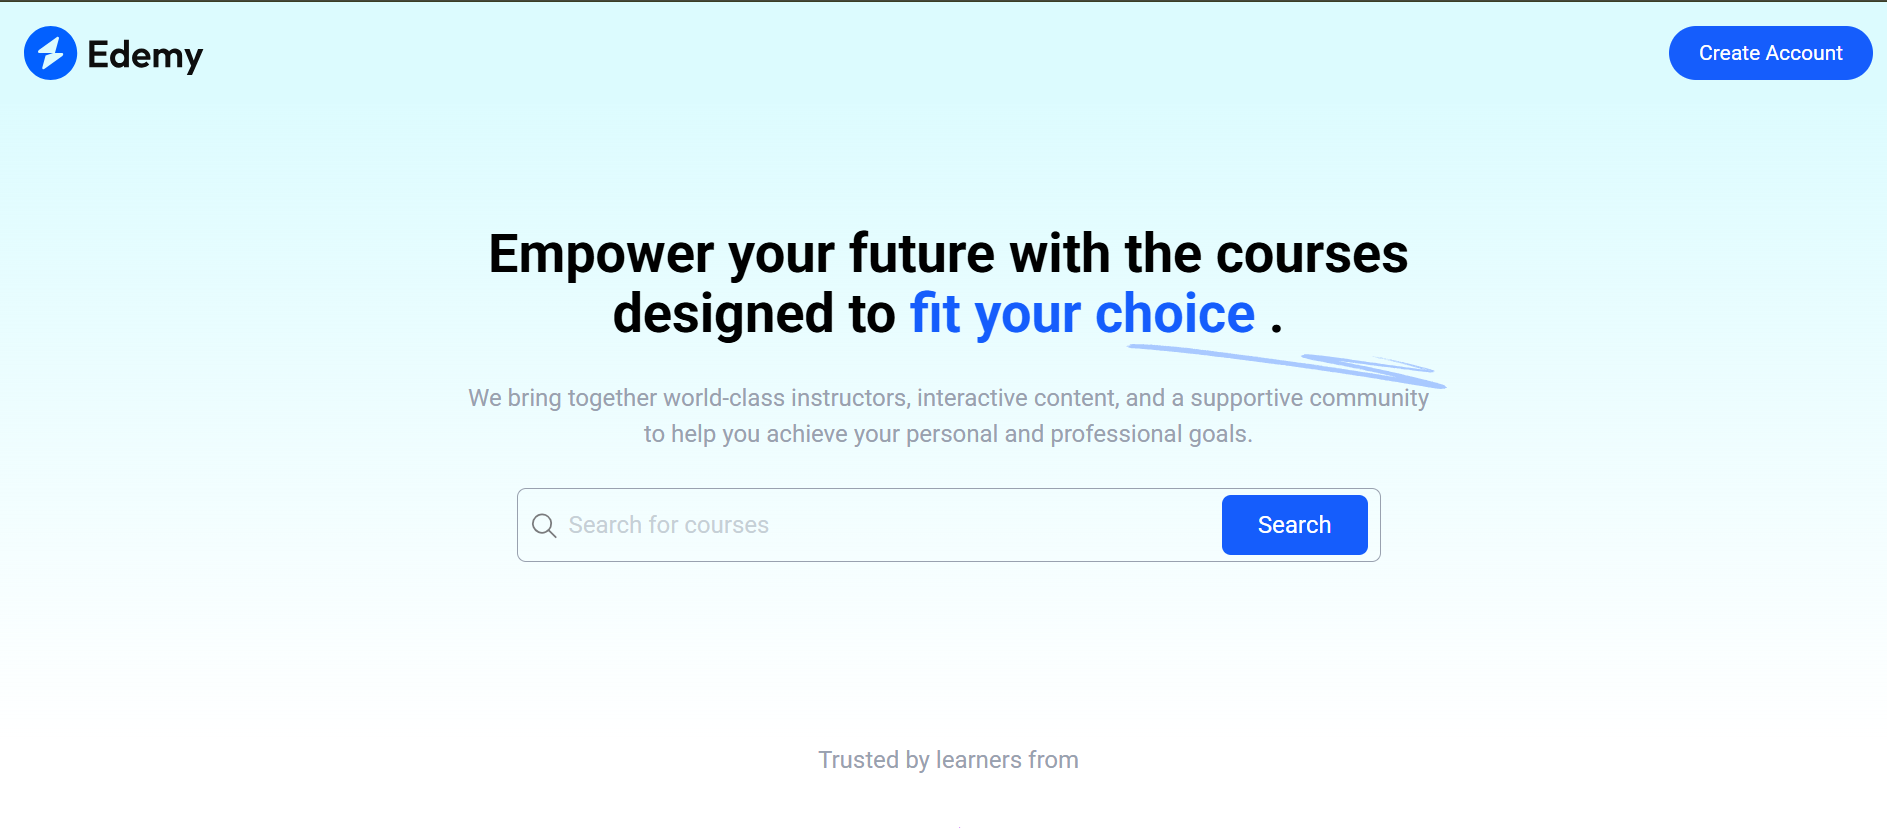 Edemy
Create Account
Empower your future with the courses
designed to fit your choice .
We bring together world-class instructors, interactive content, and a supportive community
to help you achieve your personal and professional goals.
Search for courses
Search
Trusted by learners from